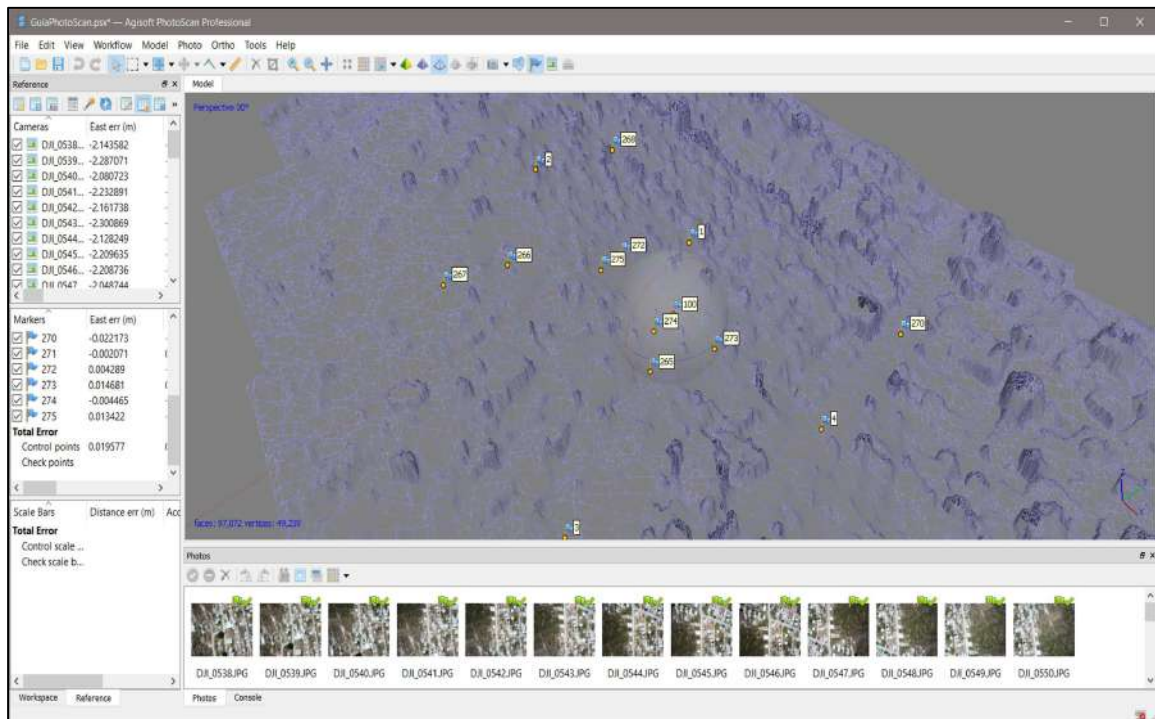 GuiaPhotoScan.psx* — Agisoft PhotoScan Professional
File Edit View Workflow Model Photo Ortho Tools Help
Reference
Model
Cameras East err (m)
DJI_0538... -2.143582
DJI_0539... -2.287071
DJI_0540... -2.080723
DJI_0541... -2.232891
DJI_0542... -2.161738
DJI_0543... -2.300869
DJI_0544... -2.128249
DJI_0545... -2.209635
DJI_0546... -2.208736
DJI_0547 -2.048744
Markers East err (m)
270 -0.022173
271 -0.002071
272 0.004289
273 0.014681
274 -0.004465
275 0.013422
Total Error
Control points 0.019577
Check points
Scale Bars Distance err (m) Acc
Total Error
Control scale ...
Check scale b...
Workspace Reference
Perspective 30°
268
2
1
272
266
275
267
100
274
270
273
265
4
3
faces: 97,072 vertices: 49,239
Photos
DJI_0538.JPG DJI_0539.JPG DJI_0540.JPG DJI_0541.JPG DJI_0542.JPG DJI_0543.JPG DJI_0544.JPG DJI_0545.JPG DJI_0546.JPG DJI_0547.JPG DJI_0548.JPG DJI_0549.JPG DJI_0550.JPG
Photos Console